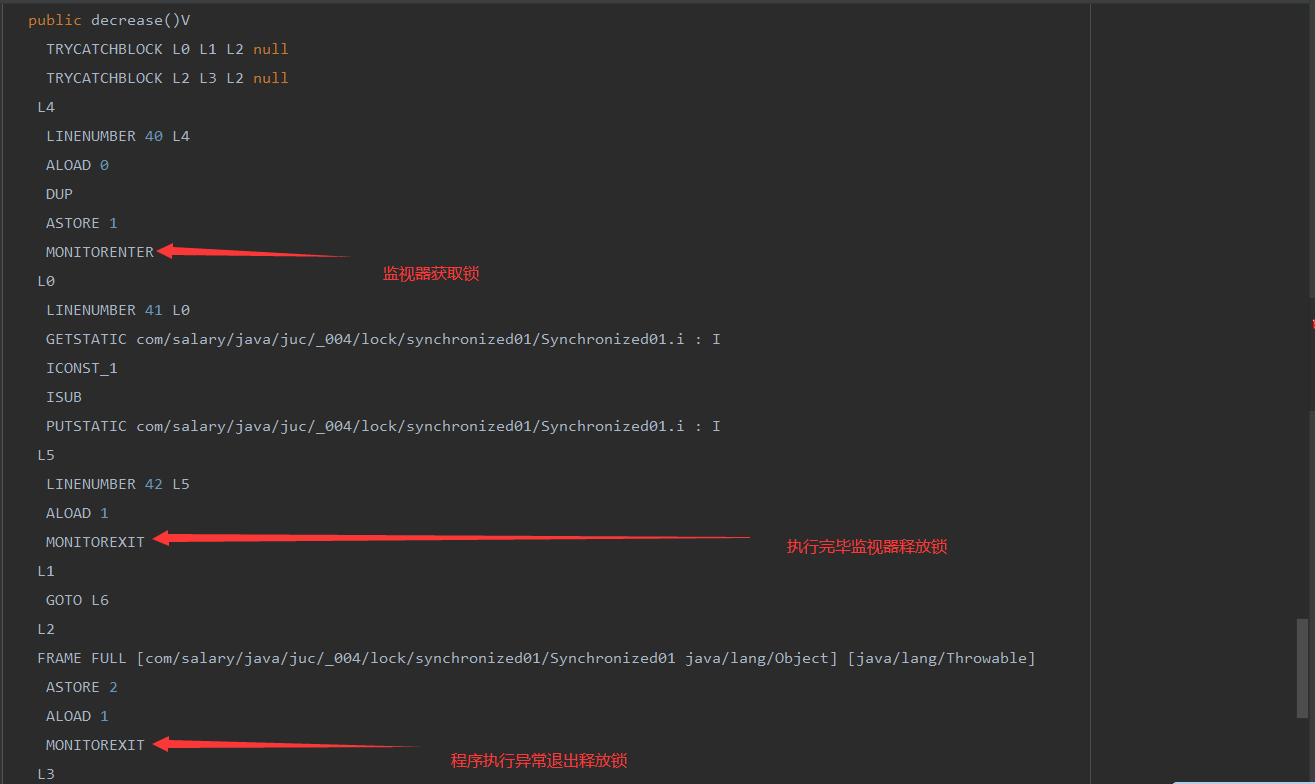 public decrease()V
TRYCATCHBLOCK L0 L1 L2 null
TRYCATCHBLOCK L2 L3 L2 null
L4
LINENUMBER 40 L4
ALOAD 0
DUP
ASTORE 1
MONITORENTER
监视器获取锁
L0
LINENUMBER 41 L0
GETSTATIC com/salary/java/juc/_004/lock/synchronized01/Synchronized01.i : I
ICONST_1
ISUB
PUTSTATIC com/salary/java/juc/_004/lock/synchronized01/Synchronized01.i : I
L5
LINENUMBER 42 L5
ALOAD 1
MONITOREXIT
执行完毕监视器释放锁
L1
GOTO L6
L2
FRAME FULL [com/salary/java/juc/_004/lock/synchronized01/Synchronized01 java/lang/Object] [java/lang/Throwable]
ASTORE 2
ALOAD 1
MONITOREXIT
程序执行异常退出释放锁
L3